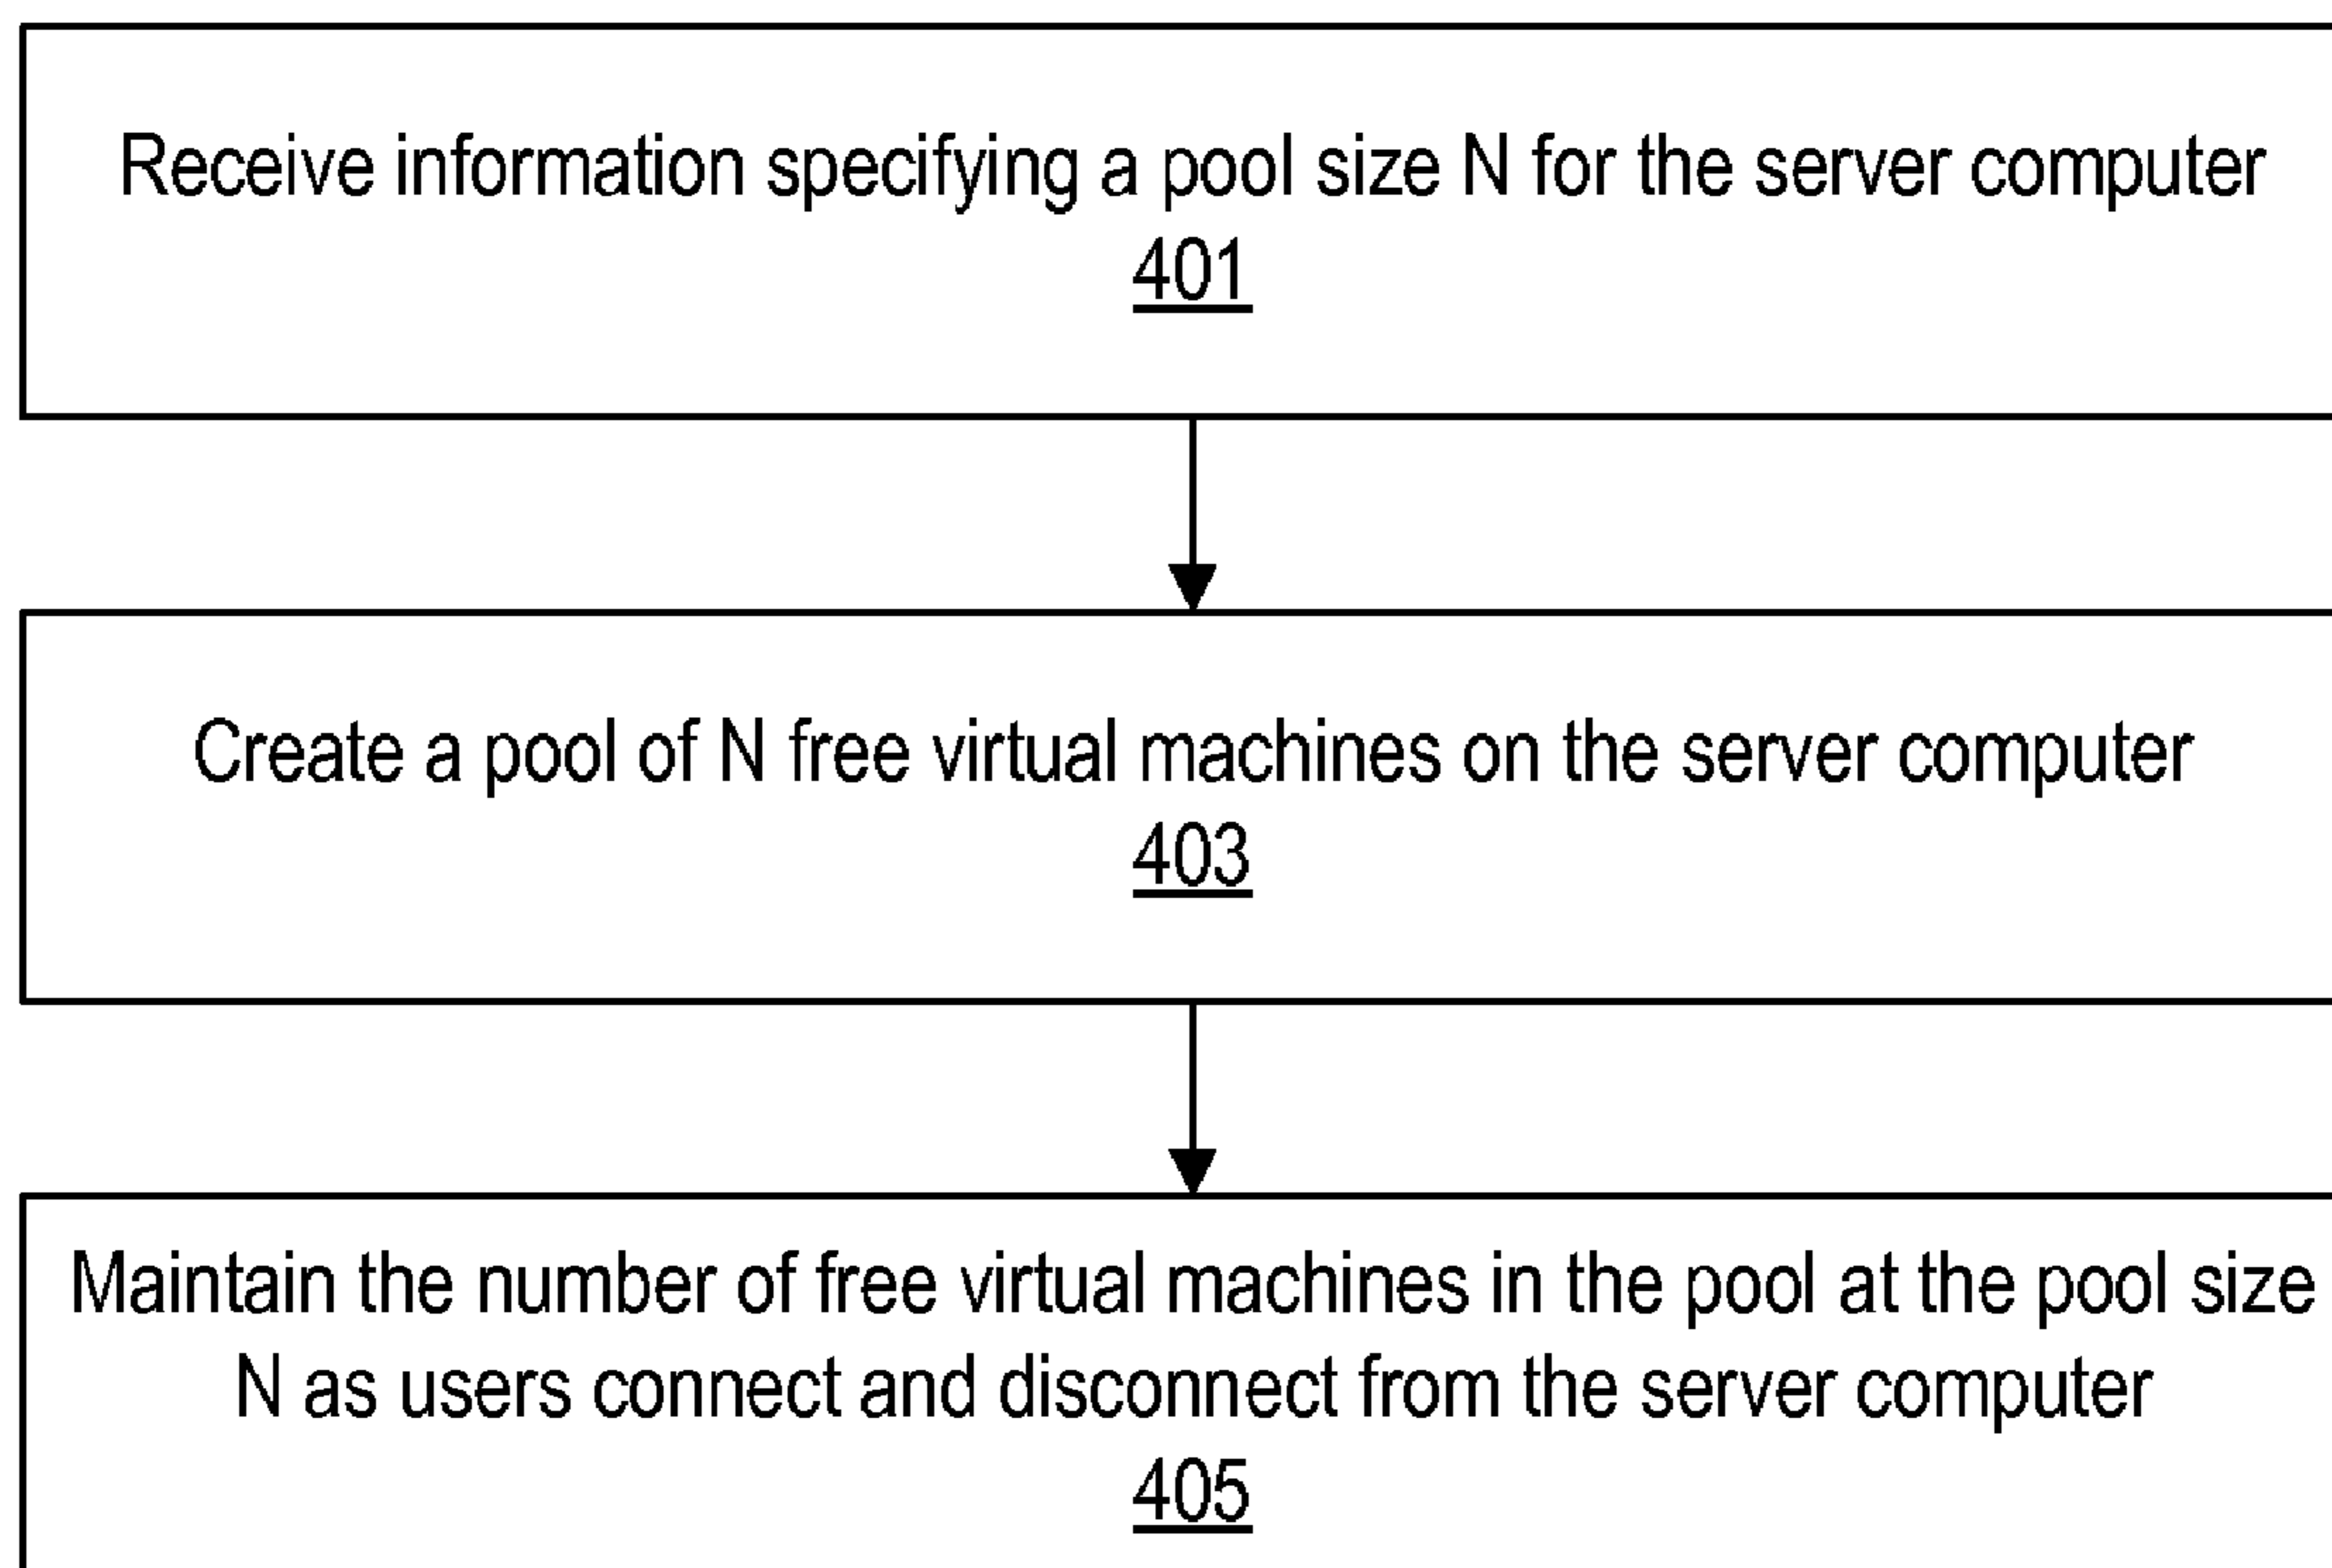 Receive information specifying a pool size N for the server computer
401
Create a pool of N free virtual machines on the server computer
403
Maintain the number of free virtual machines in the pool at the pool size
N as users connect and disconnect from the server computer
405